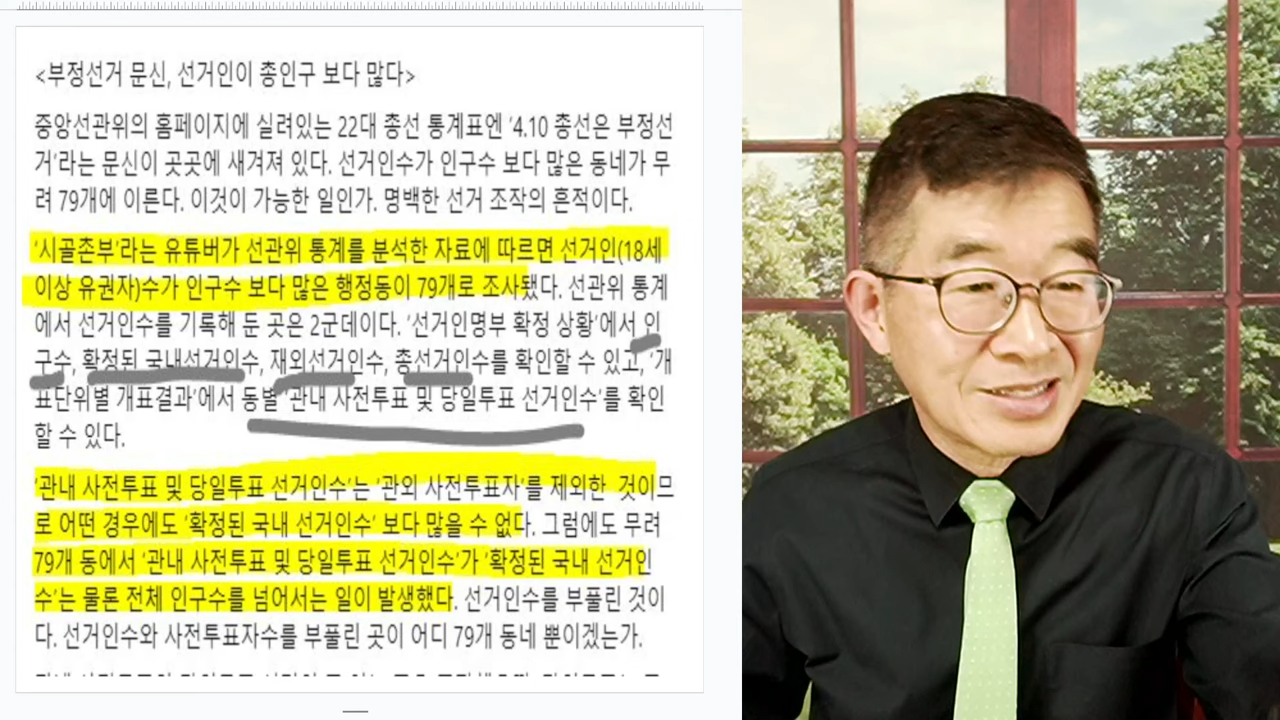 <부정선거 문신, 선거인이 총인구 보다 많다>
중앙선관위의 홈페이지에 실려있는 22대 총선 통계표엔 '4.10 총선은 부정선
거'라는 문신이 곳곳에 새겨져 있다. 선거인수가 인구수 보다 많은 동네가 무
려 79개에 이른다. 이것이 가능한 일인가. 명백한 선거 조작의 흔적이다.
'시골촌부'라는 유튜버가 선관위 통계를 분석한 자료에 따르면 선거인(18세
이상 유권자)수가 인구수 보다 많은 행정동이 79개로 조사됐다. 선관위 통계
에서 선거인수를 기록해 둔 곳은 2군데이다. '선거인명부 확정 상황'에서 인
구수, 확정된 국내선거인수, 재외선거인수, 총선거인수를 확인할 수 있고, '개
표단위별 개표결과'에서 동별 '관내 사전투표 및 당일투표 선거인수'를 확인
할 수 있다.
'관내 사전투표 및 당일투표 선거인수'는 '관외 사전투표자'를 제외한 것이므
로 어떤 경우에도 '확정된 국내 선거인수' 보다 많을 수 없다. 그럼에도 무려
79개 동에서 '관내 사전투표 및 당일투표 선거인수'가 '확정된 국내 선거인
수'는 물론 전체 인구수를 넘어서는 일이 발생했다. 선거인수를 부풀린 것이
다. 선거인수와 사전투표자수를 부풀린 곳이 어디 79개 동네 뿐이겠는가.